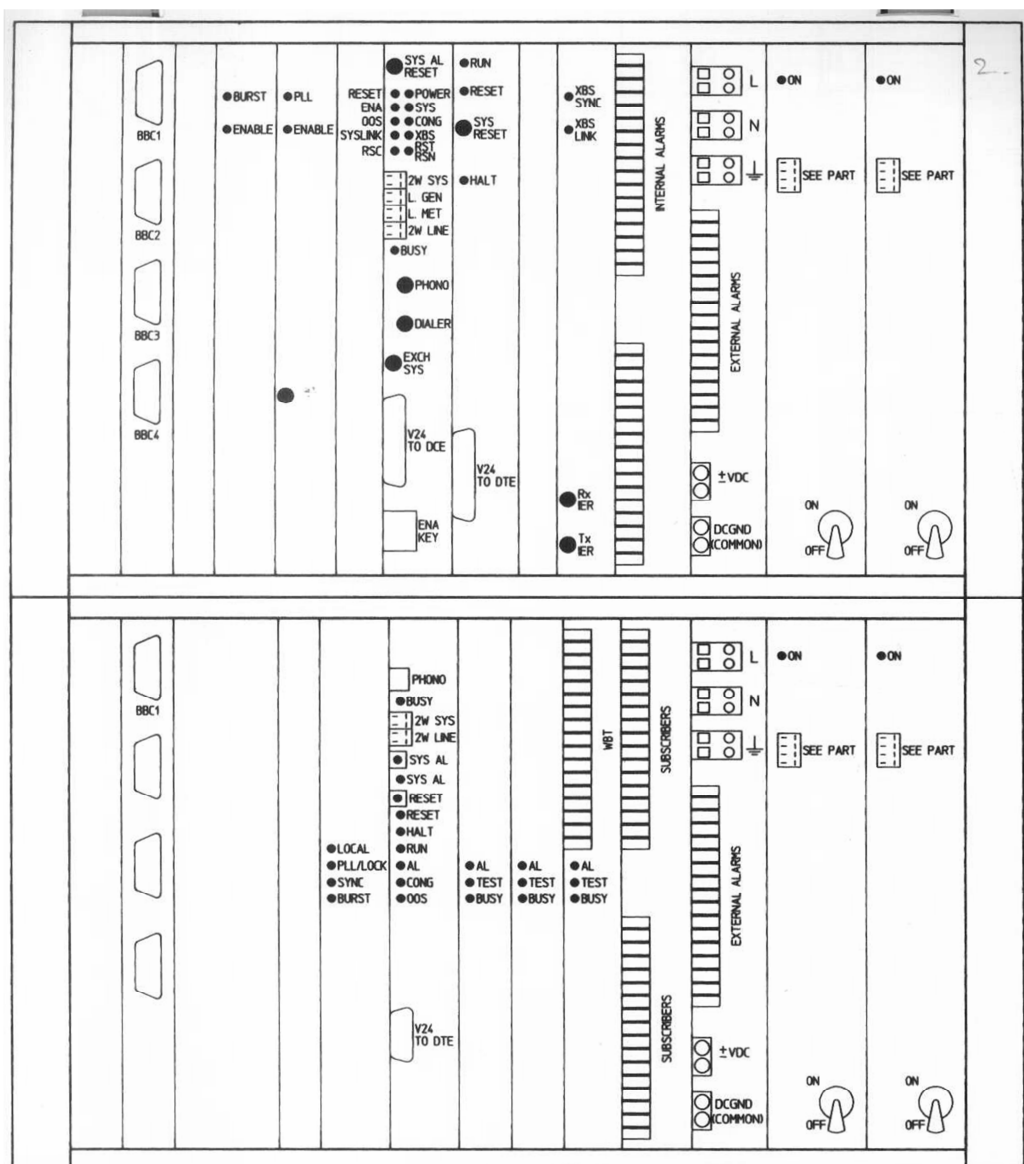 2
BBC1
BBC2
BBC3
BBC4
BURST
ENABLE
PLL
ENABLE
SYS AL
RESET
RESET
POWER
ENA
SYS
OOS
CONG
SYSLINK
XBS
RSC
RST
RSN
2W SYS
L. GEN
L. MET
2W LINE
BUSY
PHONO
DIALER
EXCH
SYS
V24
TO DCE
ENA
KEY
RUN
RESET
SYS
RESET
HALT
V24
TO DTE
XBS
SYNC
XBS
LINK
Rx
IER
Tx
IER
INTERNAL ALARMS
L
N
EXTERNAL ALARMS
±VDC
DCGND
(COMMON)
ON
SEE PART
ON
OFF
ON
SEE PART
ON
OFF
BBC1
LOCAL
PLL/LOCK
SYNC
BURST
PHONO
BUSY
2W SYS
2W LINE
SYS AL
SYS AL
RESET
RESET
HALT
RUN
AL
CONG
OOS
V24
TO DTE
AL
TEST
BUSY
AL
TEST
BUSY
WBT
AL
TEST
BUSY
SUBSCRIBERS
SUBSCRIBERS
L
N
EXTERNAL ALARMS
±VDC
DCGND
(COMMON)
ON
SEE PART
ON
OFF
ON
SEE PART
ON
OFF